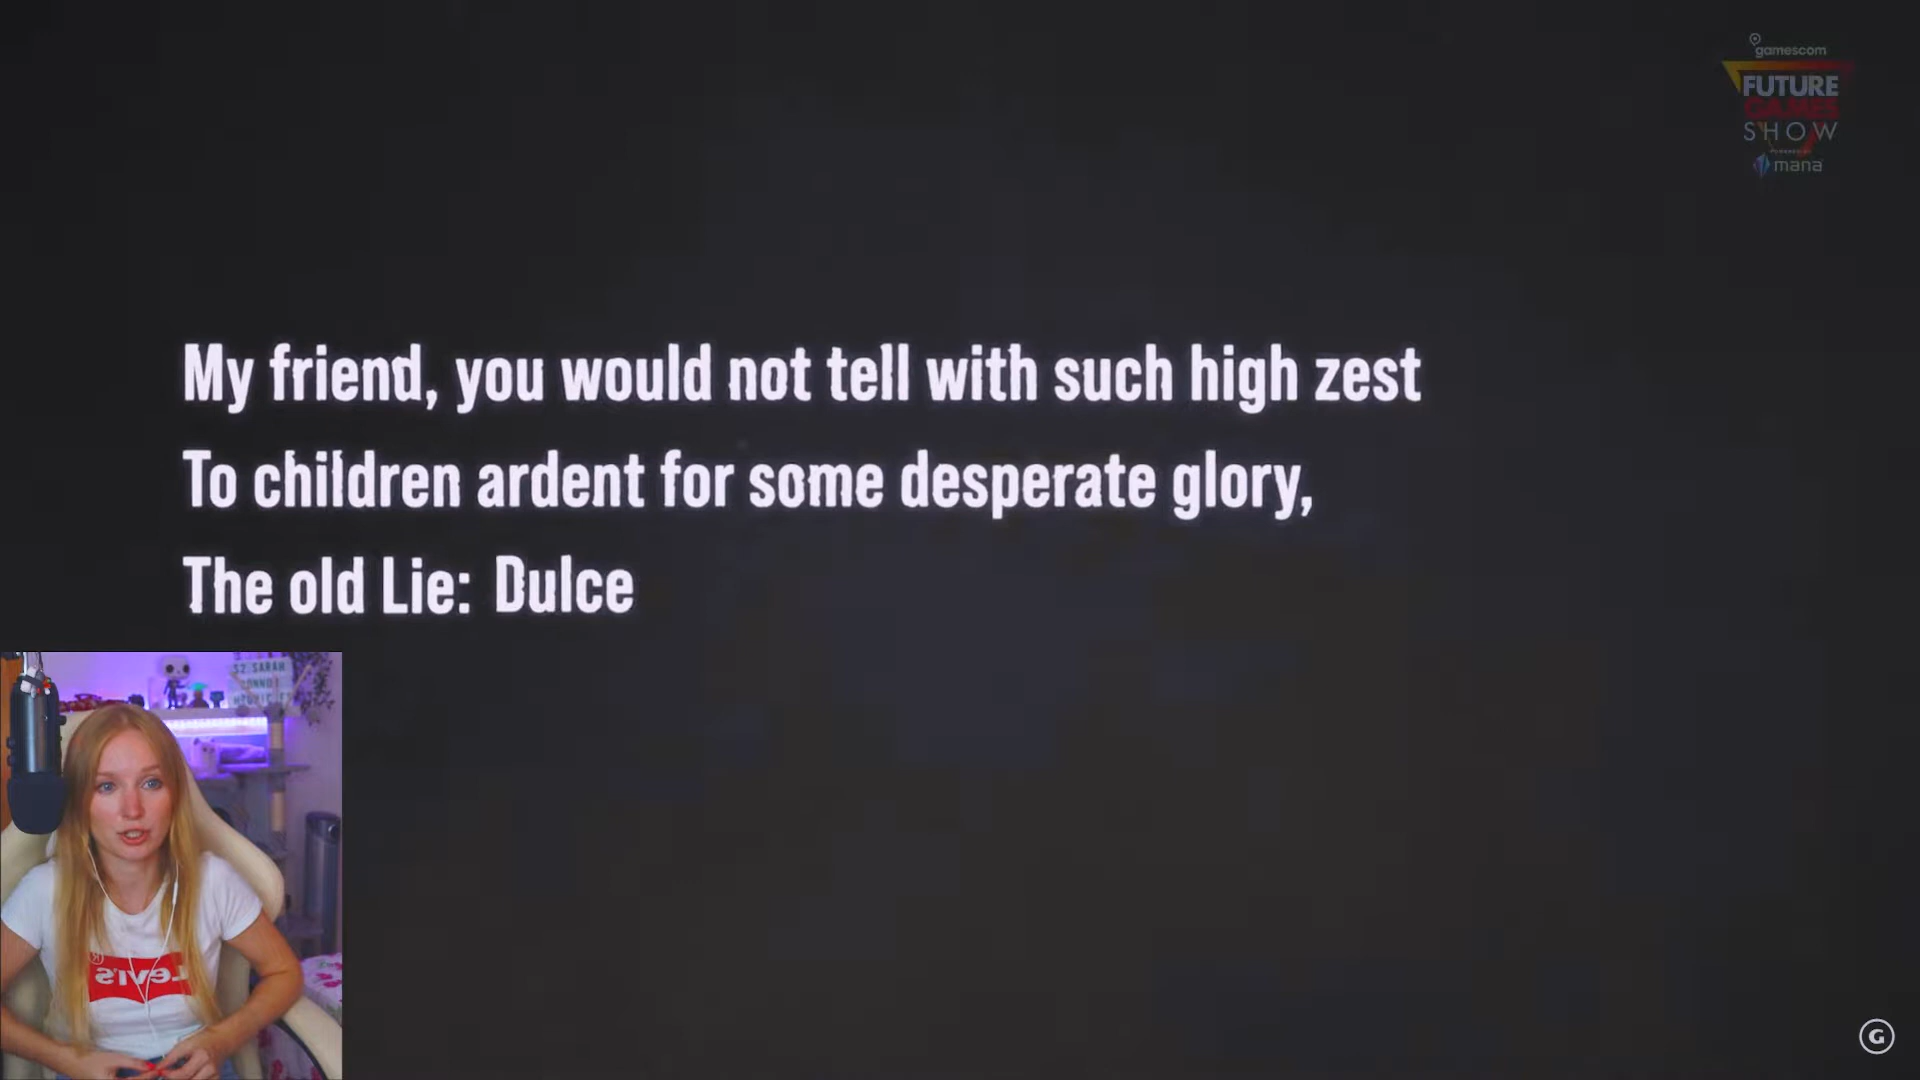 gamescom
FUTURE
GAMES
SHOW
mana
My friend, you would not tell with such high zest
To children ardent for some desperate glory,
The old Lie: Dulce
SARAH
Levi's
G